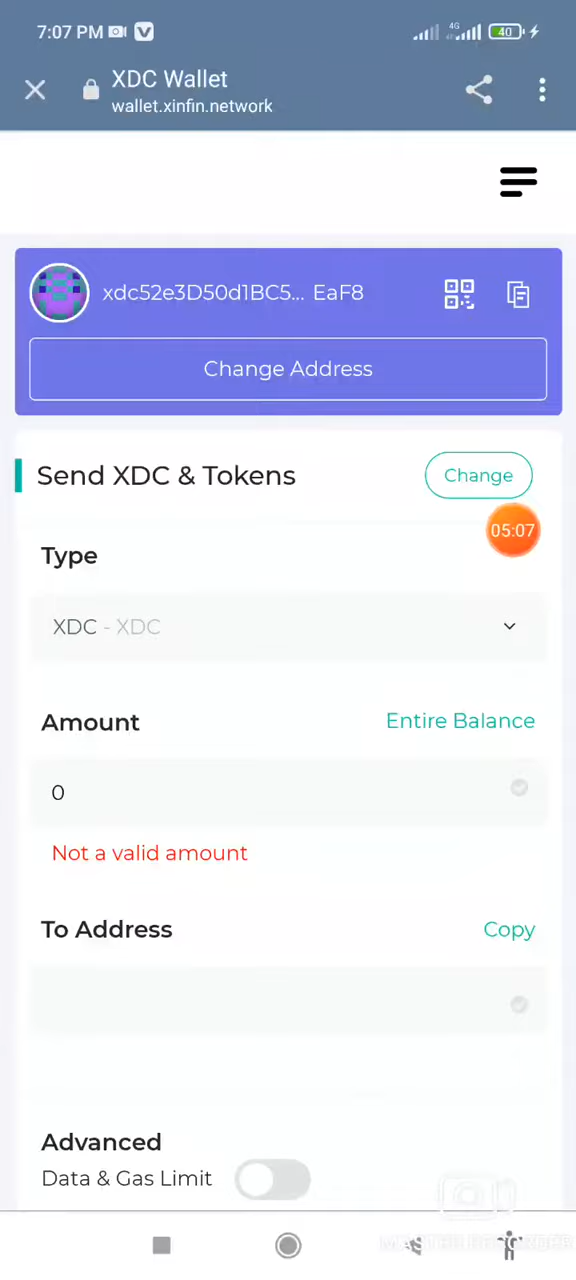 7:07 PM
4G
40
XDC Wallet
wallet.xinfin.network
xdc52e3D50d1BC5... EaF8
Change Address
Send XDC & Tokens
Change
05:07
Type
XDC - XDC
Amount
Entire Balance
0
Not a valid amount
To Address
Copy
Advanced
Data & Gas Limit